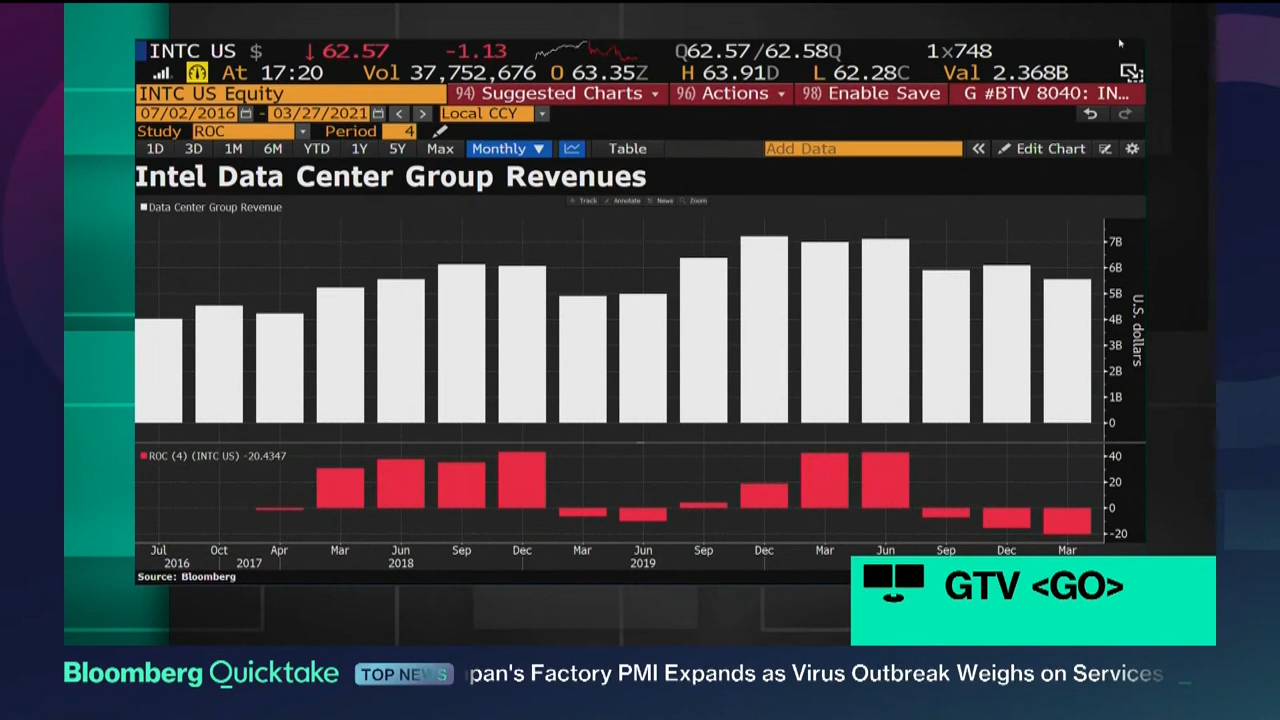 INTC US $ ↓62.57 -1.13 Q62.57/62.58Q 1x748
At 17:20 Vol 37,752,676 O 63.35Z H 63.91D L 62.28C Val 2.368B
INTC US Equity 94) Suggested Charts 96) Actions 98) Enable Save G #BTV 8040: IN...
07/02/2016 - 03/27/2021 < > Local CCY
Study ROC Period 4
1D 3D 1M 6M YTD 1Y 5Y Max Monthly ▼ Table Add Data « Edit Chart
Intel Data Center Group Revenues
Track Annotate News Zoom
Data Center Group Revenue
7B
6B
5B
4B
3B
2B
1B
0
U.S. dollars
ROC (4) (INTC US) -20.4347
40
20
0
-20
Jul Oct Apr Mar Jun Sep Dec Mar Jun Sep Dec Mar Jun Sep Dec Mar
2016 2017 2018 2019
Source: Bloomberg
GTV <GO>
Bloomberg Quicktake TOP NEWS pan's Factory PMI Expands as Virus Outbreak Weighs on Services